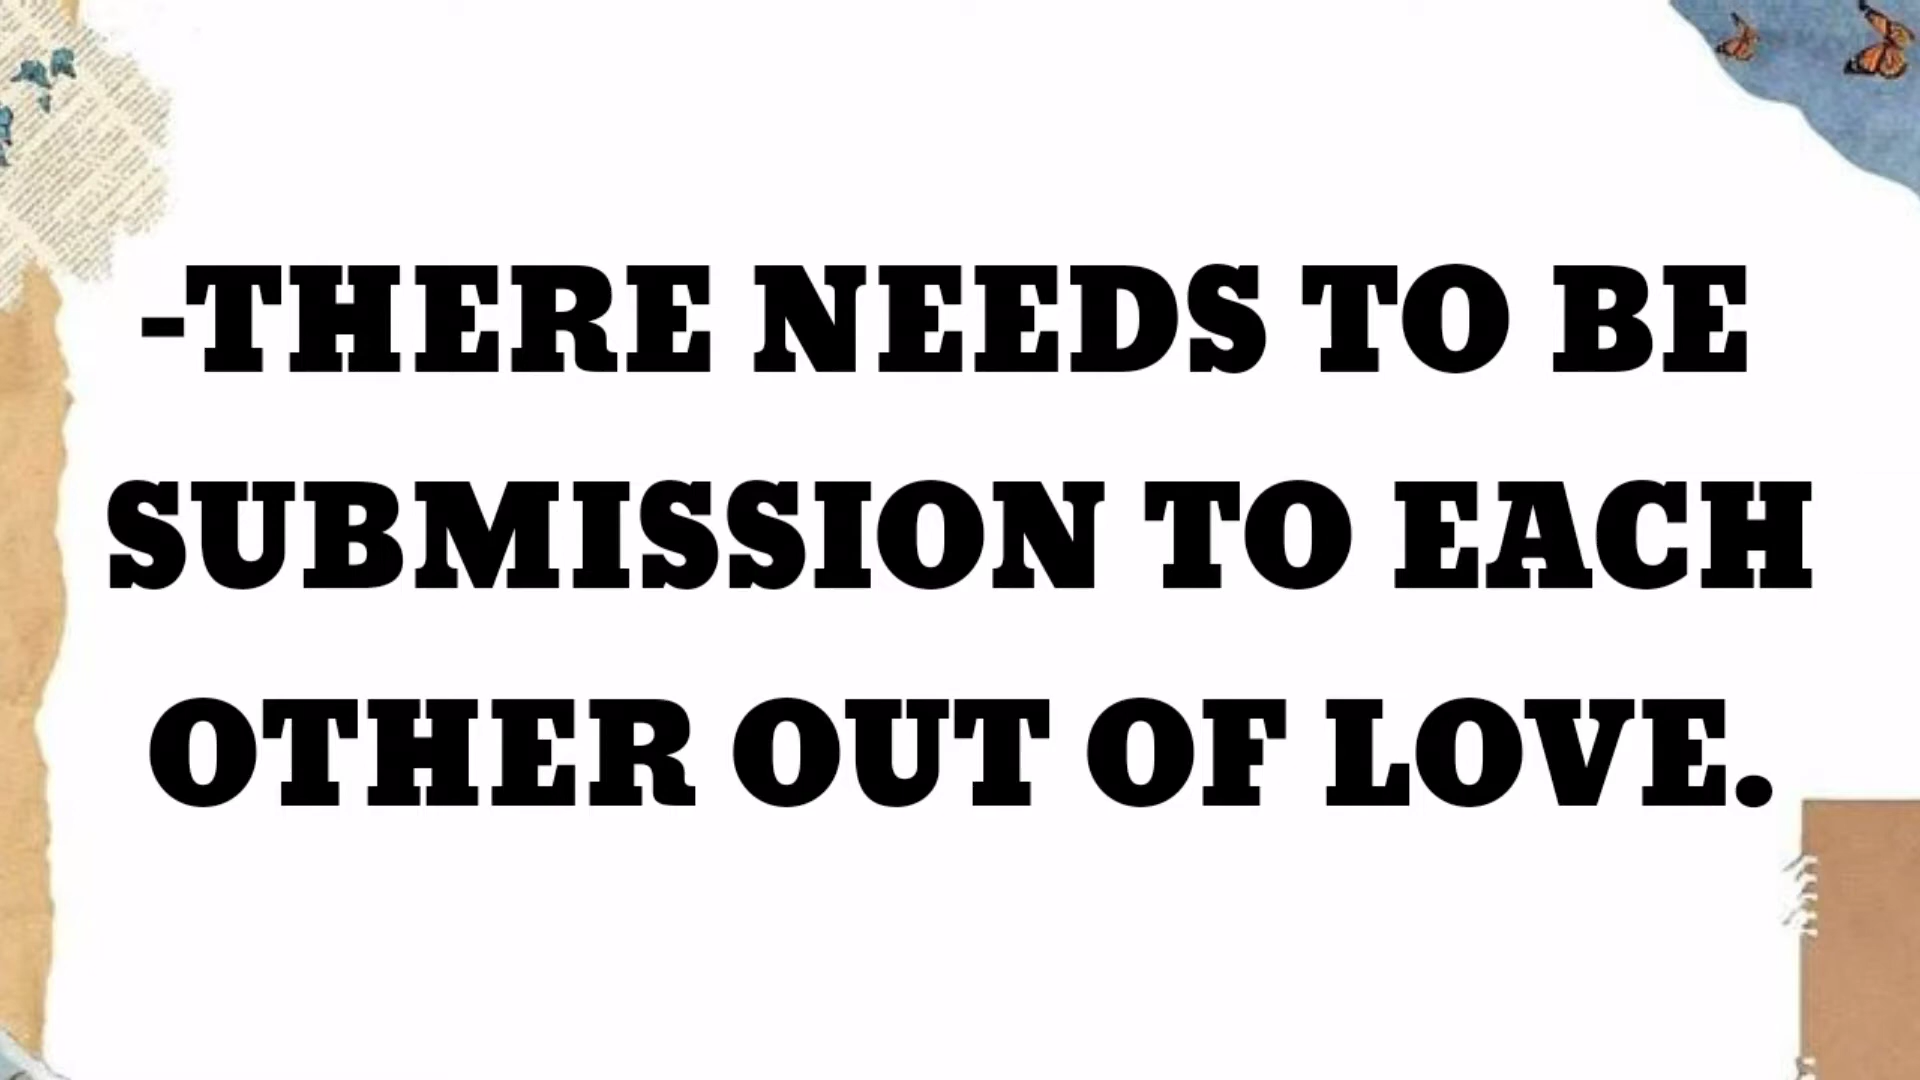 -THERE NEEDS TO BE
SUBMISSION TO EACH
OTHER OUT OF LOVE.